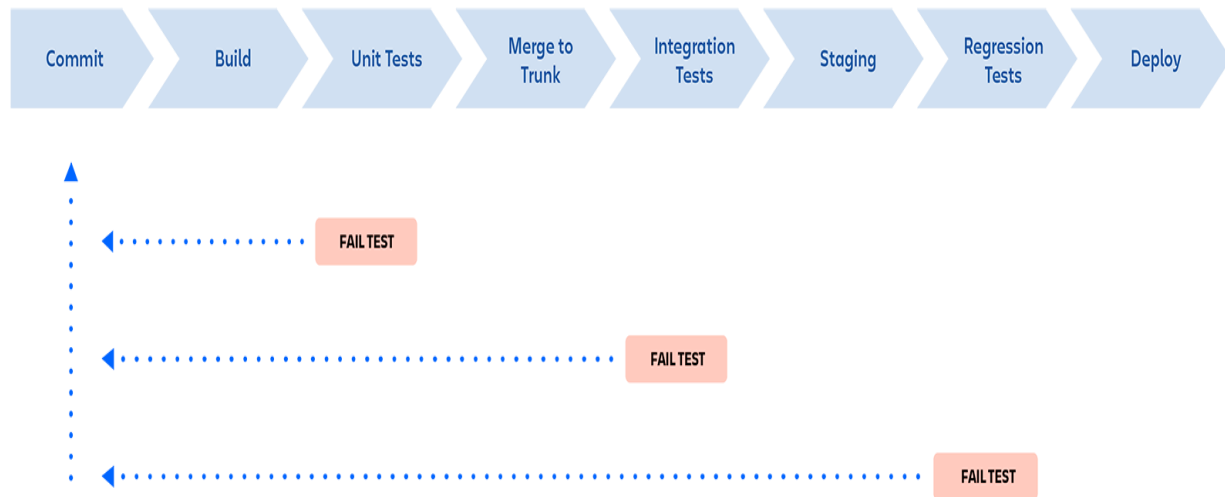 Commit
Build
Unit Tests
Merge to
Trunk
Integration
Tests
Staging
Regression
Tests
Deploy
FAIL TEST
FAIL TEST
FAIL TEST